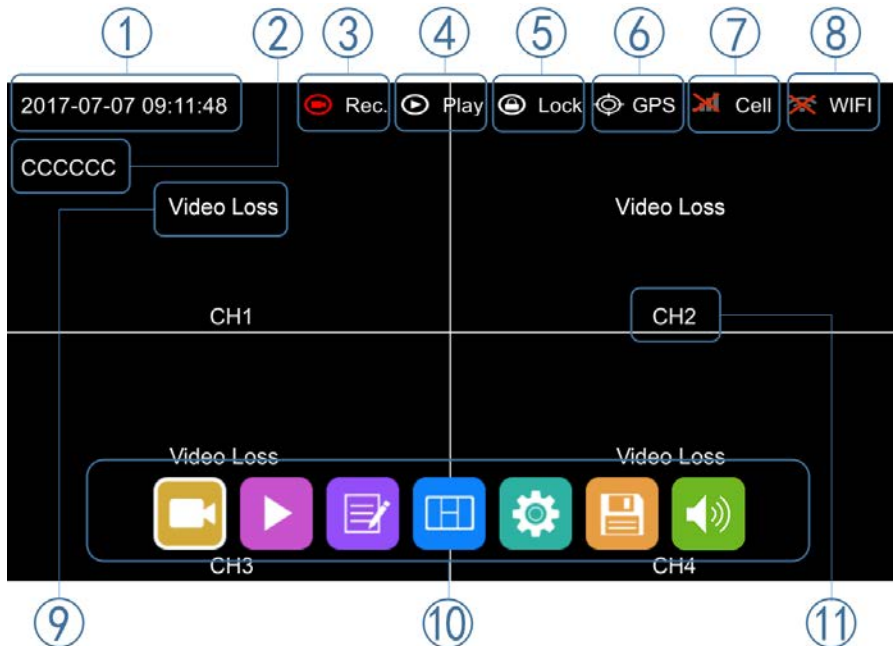 ① ② ③ ④ ⑤ ⑥ ⑦ ⑧
2017-07-07 09:11:48 Rec. Play Lock GPS Cell WIFI
CCCCCC
Video Loss Video Loss
CH1 CH2
Video Loss Video Loss
CH3 CH4
⑨ ⑩ ⑪